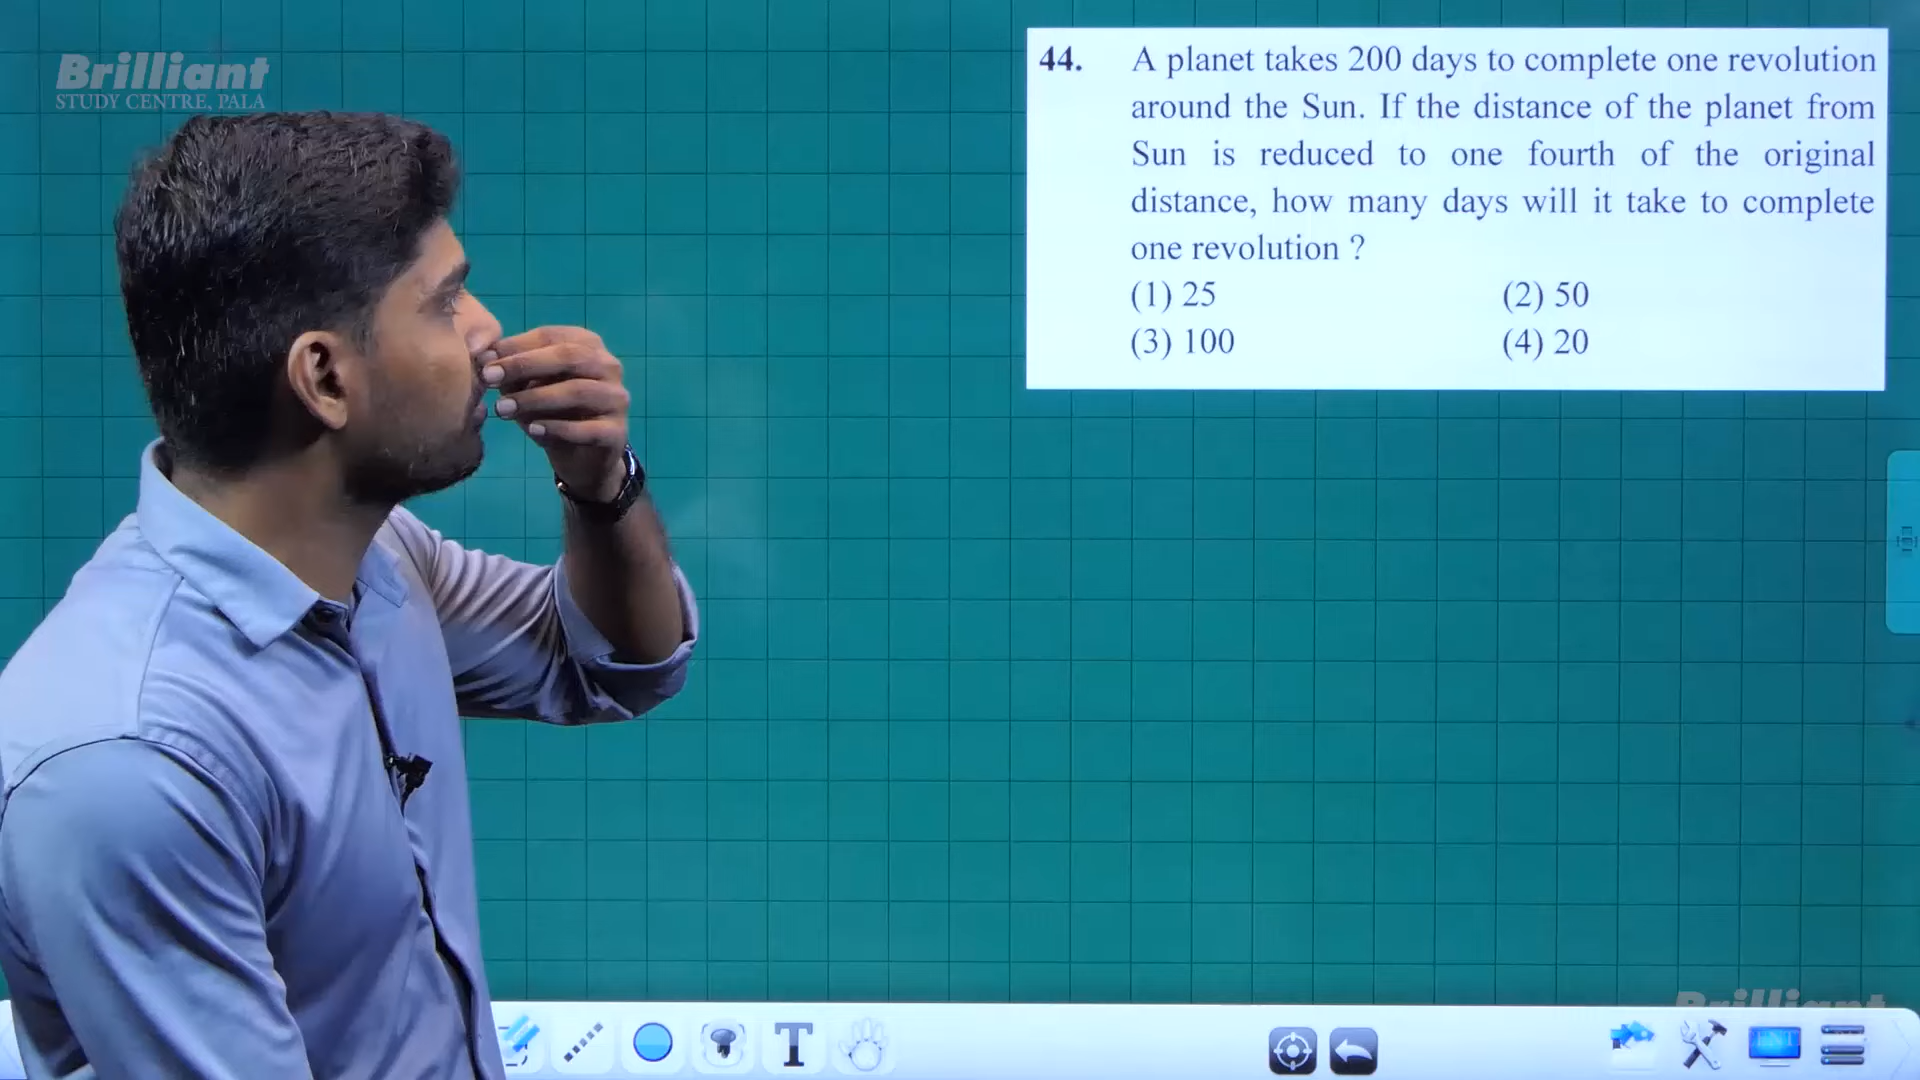 Brilliant
STUDY CENTRE, PALA
44. A planet takes 200 days to complete one revolution
around the Sun. If the distance of the planet from
Sun is reduced to one fourth of the original
distance, how many days will it take to complete
one revolution ?
(1) 25 (2) 50
(3) 100 (4) 20
Brilliant
T